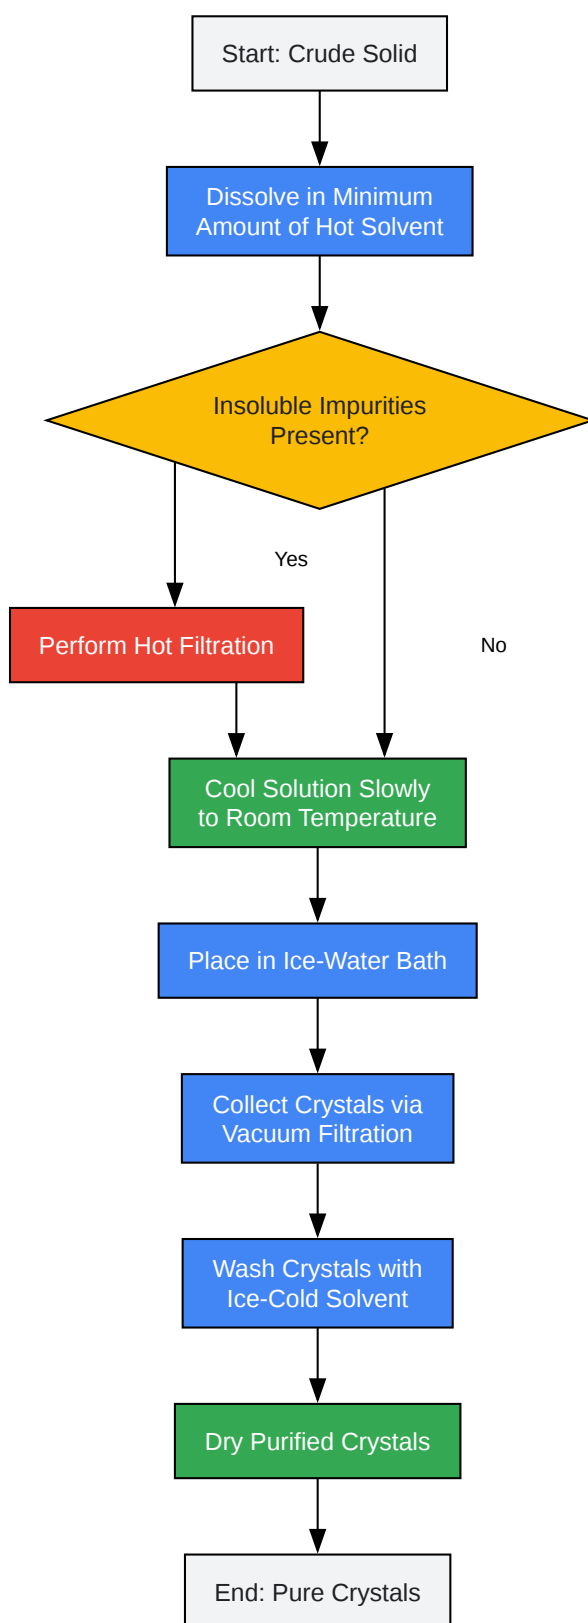 Start: Crude Solid
Dissolve in Minimum
Amount of Hot Solvent
Insoluble Impurities
Present?
Yes
Perform Hot Filtration
No
Cool Solution Slowly
to Room Temperature
Place in Ice-Water Bath
Collect Crystals via
Vacuum Filtration
Wash Crystals with
Ice-Cold Solvent
Dry Purified Crystals
End: Pure Crystals